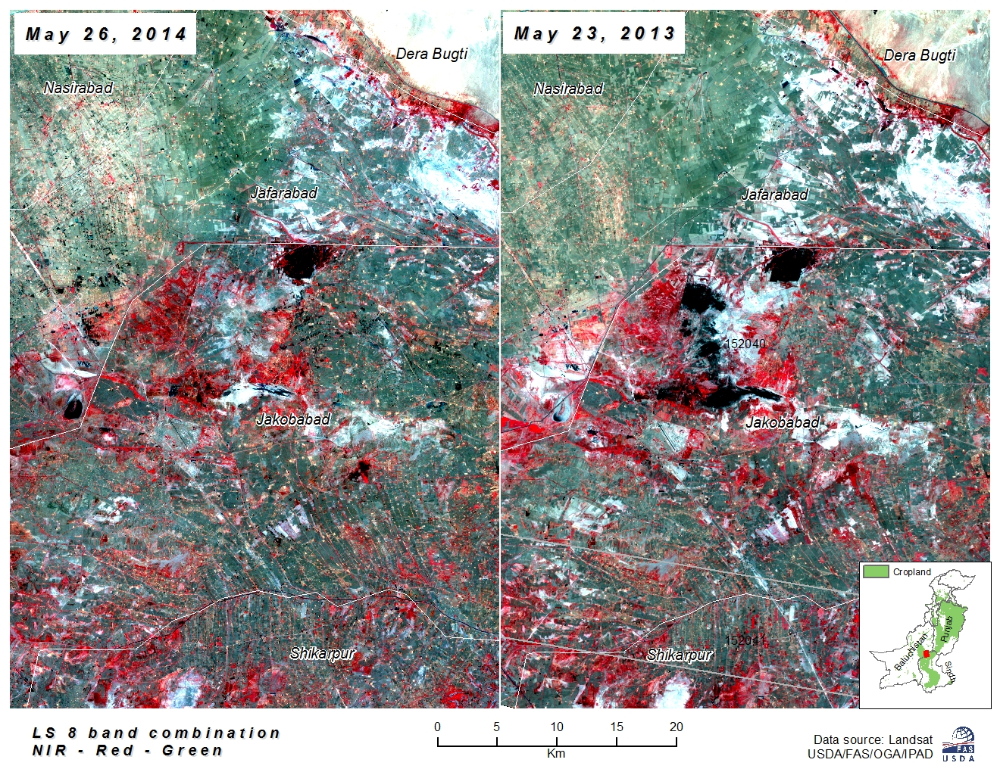 May 26, 2014
May 23, 2013
Dera Bugti
Dera Bugti
Nasirabad
Nasirabad
Jafarabad
Jafarabad
152040
Jakobabad
Jakobabad
Cropland
Punjab
Baluchistan
Sindh
152041
Shikarpur
Shikarpur
LS 8 band combination
NIR - Red - Green
0 5 10 15 20
Km
Data source: Landsat
USDA/FAS/OGA/IPAD
FAS
USDA